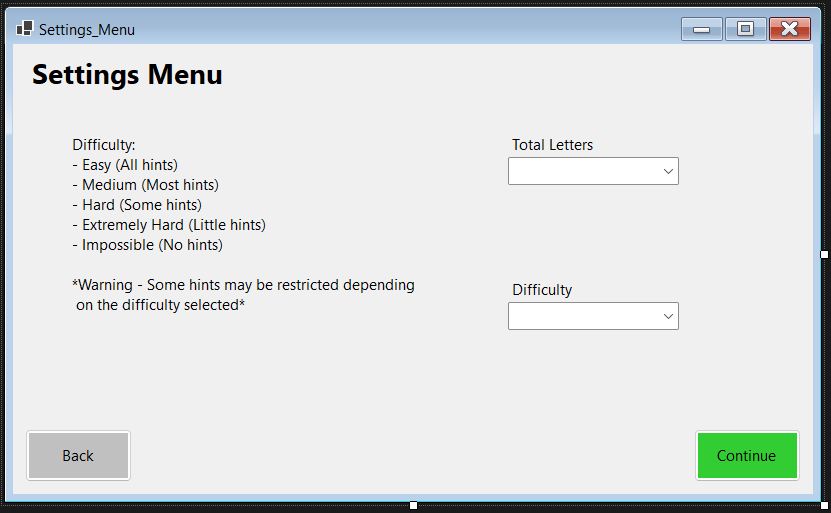 Settings_Menu
Settings Menu
Difficulty:
- Easy (All hints)
- Medium (Most hints)
- Hard (Some hints)
- Extremely Hard (Little hints)
- Impossible (No hints)
*Warning - Some hints may be restricted depending
on the difficulty selected*
Total Letters
Difficulty
Back
Continue